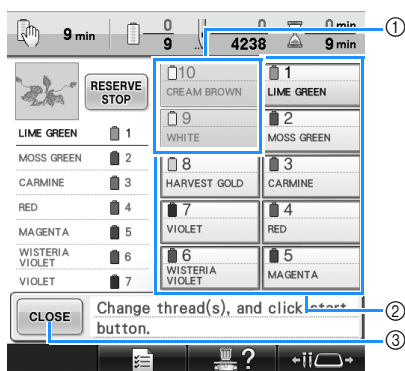 9 min
0
9
0
4238
0 min
9 min
1
RESERVE
STOP
LIME GREEN 1
MOSS GREEN 2
CARMINE 3
RED 4
MAGENTA 5
WISTERIA
VIOLET 6
VIOLET 7
10
CREAM BROWN
1
LIME GREEN
9
WHITE
2
MOSS GREEN
8
HARVEST GOLD
3
CARMINE
7
VIOLET
4
RED
6
WISTERIA
VIOLET
5
MAGENTA
2
CLOSE
Change thread(s), and click start
button.
3
?